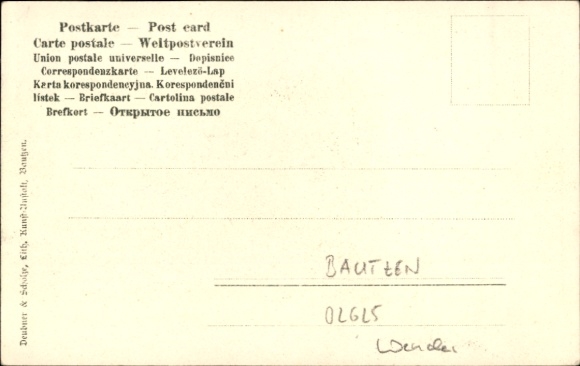 Postkarte — Post card
Carte postale — Weltpostverein
Union postale universelle — Dopisnice
Correspondenzkarte — Levelező-Lap
Karta korespondencyjna. Korespondenční
lístek — Briefkaart — Cartolina postale
Brefkort — Открытое письмо
Deubner & Scholze, Lith. Kunst-Anstalt, Bautzen.
BAUTZEN
02625